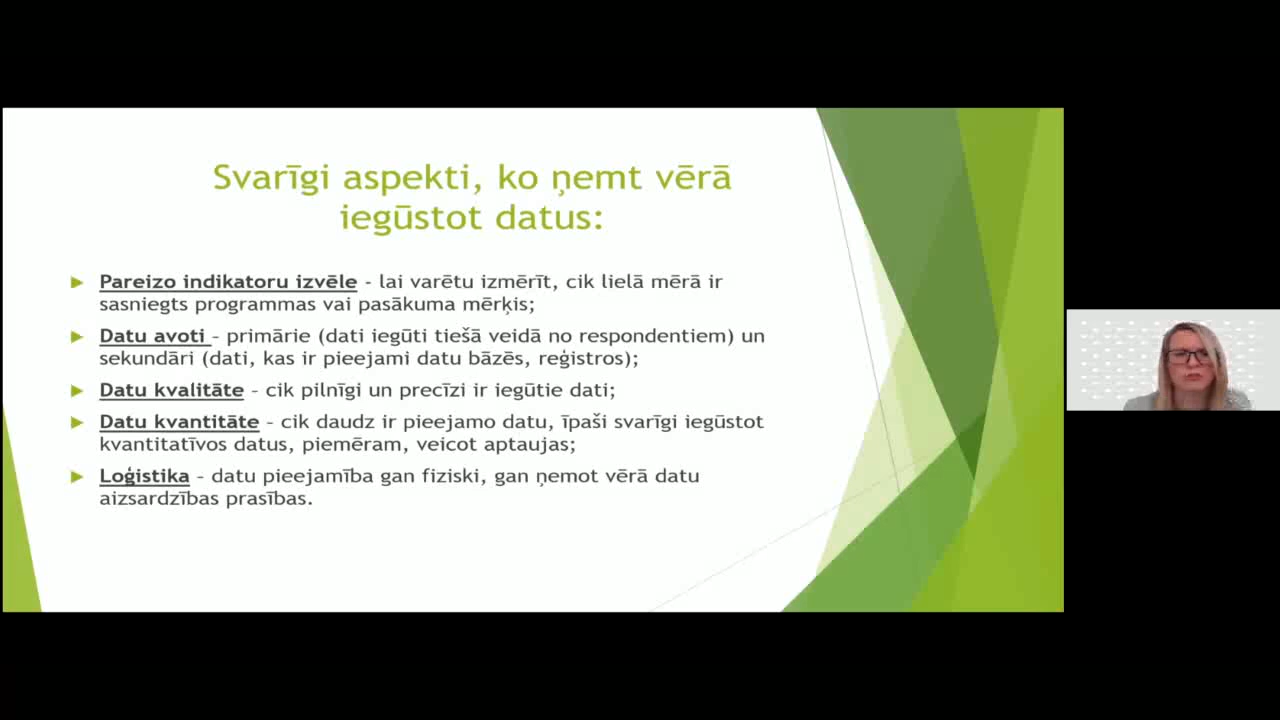 Svarīgi aspekti, ko ņemt vērā
iegūstot datus:
Pareizo indikatoru izvēle - lai varētu izmērīt, cik lielā mērā ir
sasniegts programmas vai pasākuma mērķis;
Datu avoti – primārie (dati iegūti tiešā veidā no respondentiem) un
sekundāri (dati, kas ir pieejami datu bāzēs, reģistros);
Datu kvalitāte – cik pilnīgi un precīzi ir iegūtie dati;
Datu kvantitāte – cik daudz ir pieejamo datu, īpaši svarīgi iegūstot
kvantitatīvos datus, piemēram, veicot aptaujas;
Loģistika – datu pieejamība gan fiziski, gan ņemot vērā datu
aizsardzības prasības.